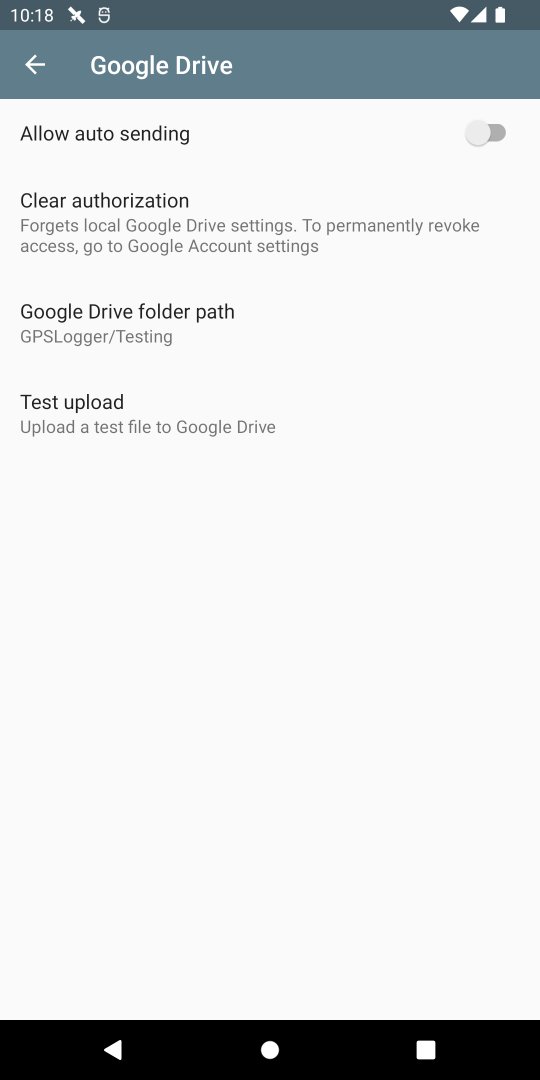 10:18
Google Drive
Allow auto sending
Clear authorization
Forgets local Google Drive settings. To permanently revoke
access, go to Google Account settings
Google Drive folder path
GPSLogger/Testing
Test upload
Upload a test file to Google Drive